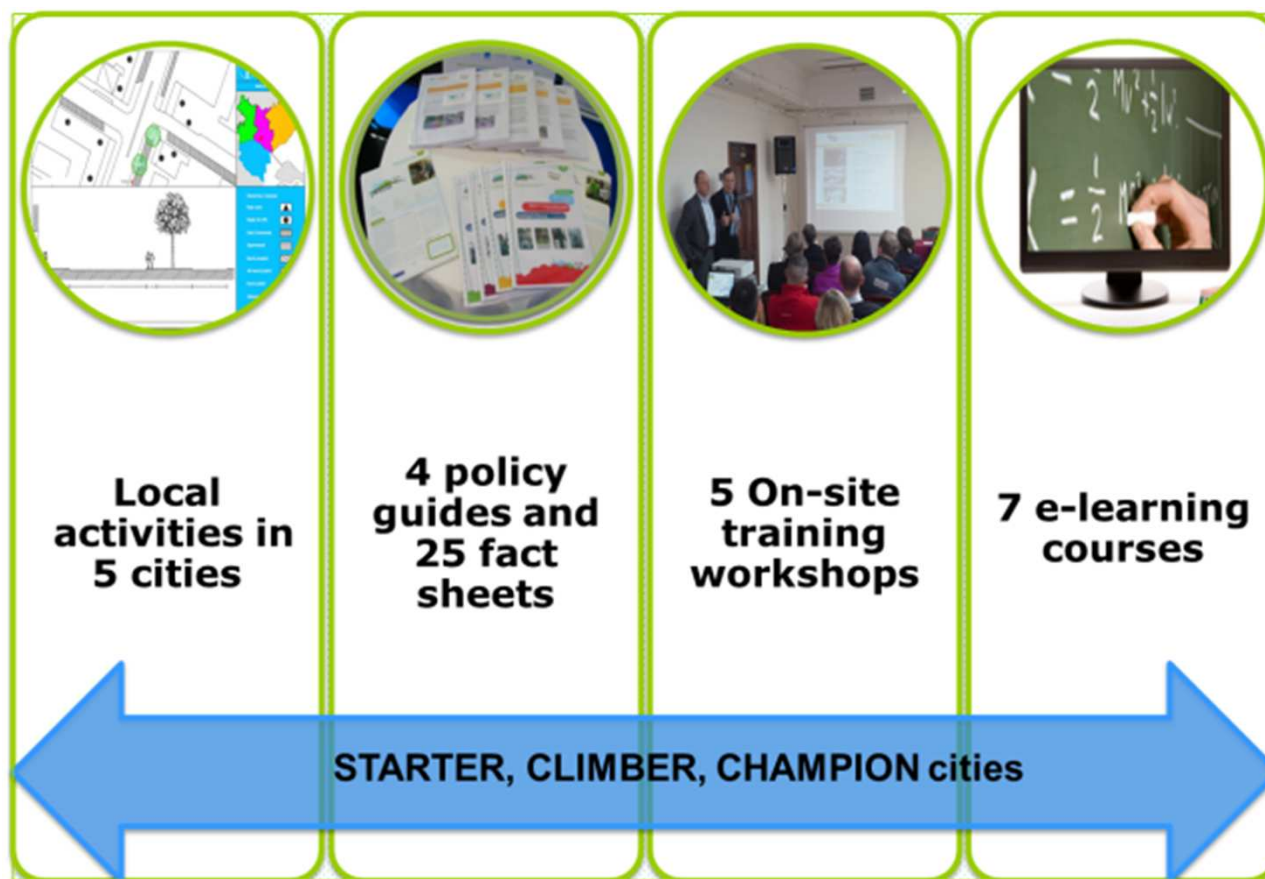 Local
activities in
5 cities
4 policy
guides and
25 fact
sheets
5 On-site
training
workshops
7 e-learning
courses
STARTER, CLIMBER, CHAMPION cities